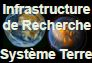 Infrastructure
de Recherche
Système Terre